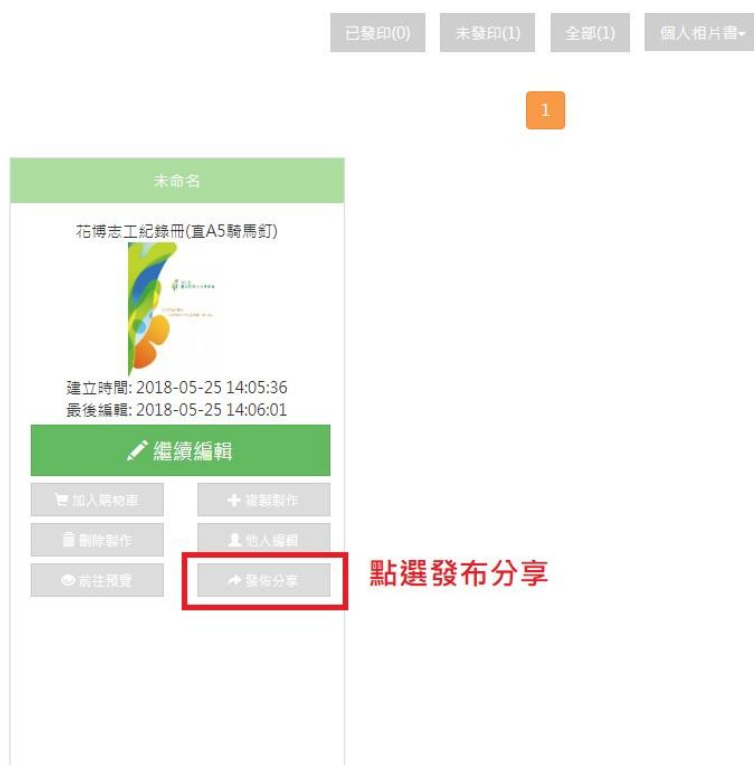 已發印(0) 未發印(1) 全部(1) 個人相片書
1
未命名
花博志工紀錄冊(直A5騎馬釘)
建立時間: 2018-05-25 14:05:36
最後編輯: 2018-05-25 14:06:01
繼續編輯
加入購物車 複製製作
刪除製作 他人編輯
前往預覽 發佈分享
點選發布分享